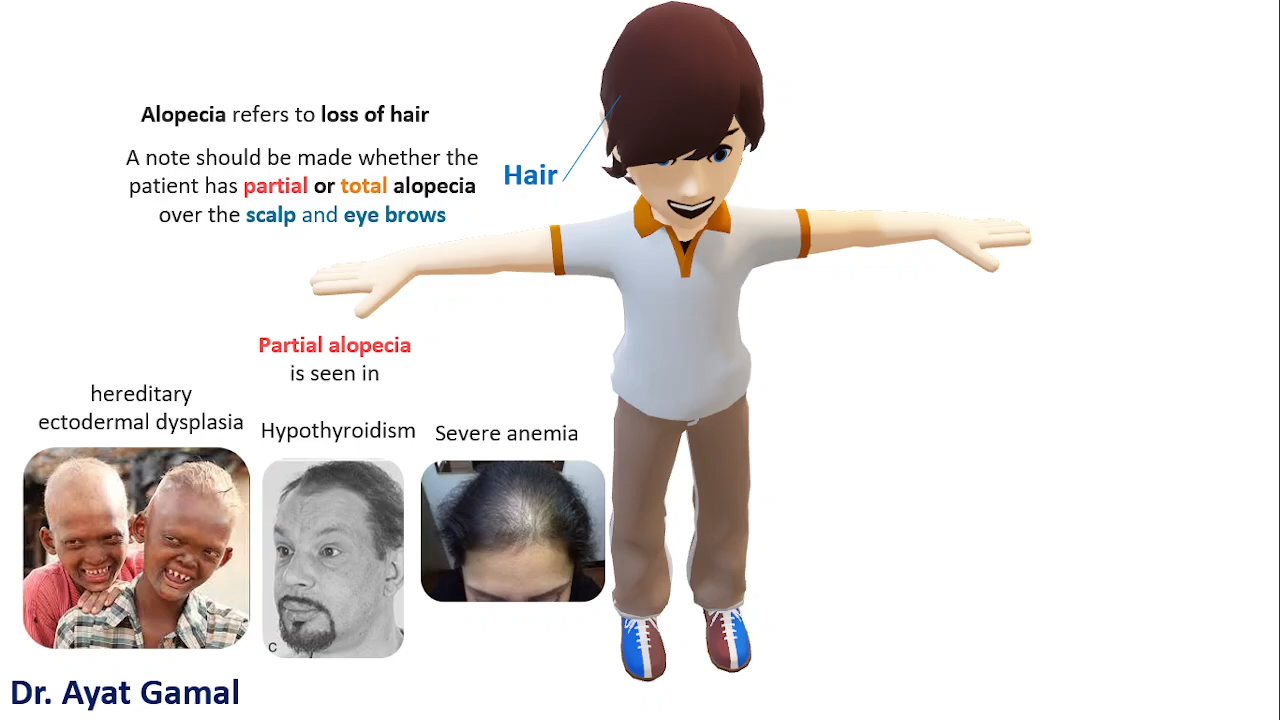 Alopecia refers to loss of hair
A note should be made whether the
patient has partial or total alopecia
over the scalp and eye brows
Hair
Partial alopecia
is seen in
hereditary
ectodermal dysplasia
Hypothyroidism
Severe anemia
c
Dr. Ayat Gamal